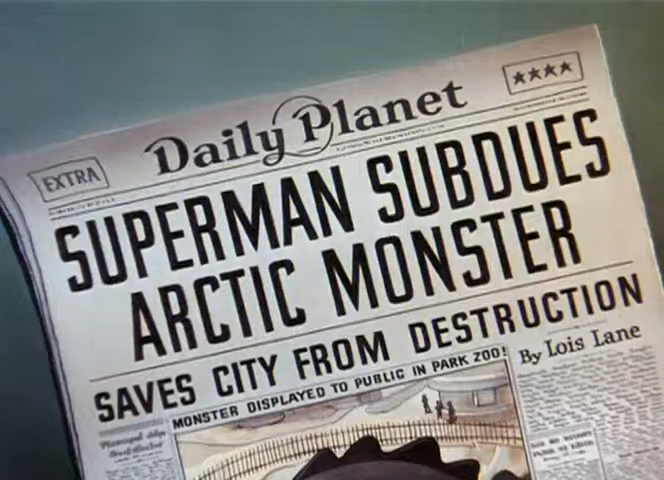 EXTRA
Daily Planet
★★★★
SUPERMAN SUBDUES
ARCTIC MONSTER
SAVES CITY FROM DESTRUCTION
MONSTER DISPLAYED TO PUBLIC IN PARK ZOO!
By Lois Lane